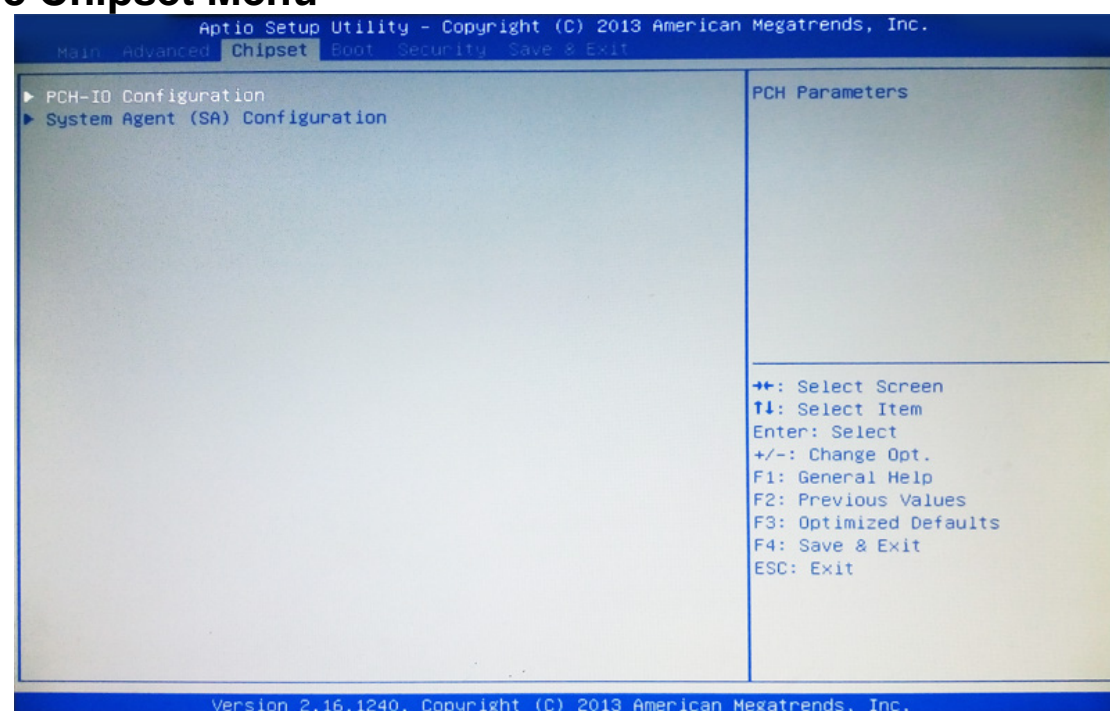 Chipset Menu
Aptio Setup Utility - Copyright (C) 2013 American Megatrends, Inc.
Main Advanced Chipset Boot Security Save & Exit
► PCH-IO Configuration
► System Agent (SA) Configuration
PCH Parameters
→←: Select Screen
↑↓: Select Item
Enter: Select
+/-: Change Opt.
F1: General Help
F2: Previous Values
F3: Optimized Defaults
F4: Save & Exit
ESC: Exit
Version 2.16.1240. Copyright (C) 2013 American Megatrends, Inc.